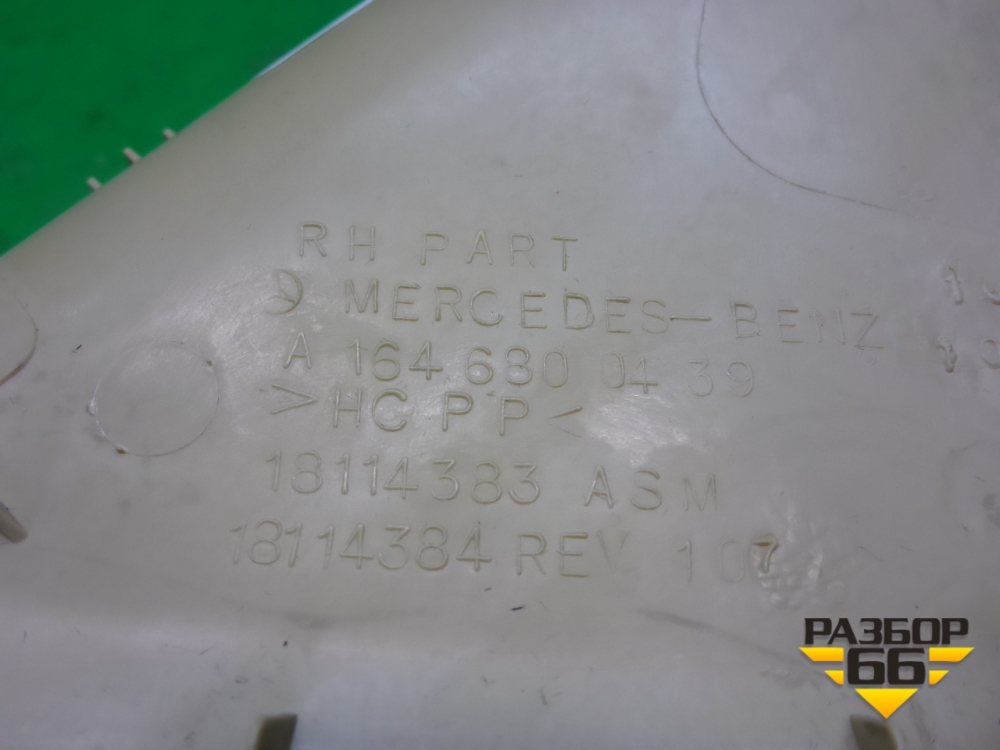 RH PART
MERCEDES-BENZ
A 164 680 04 39
>HC PP<
18114383 ASM
18114384 REV 107
РАЗБОР
66